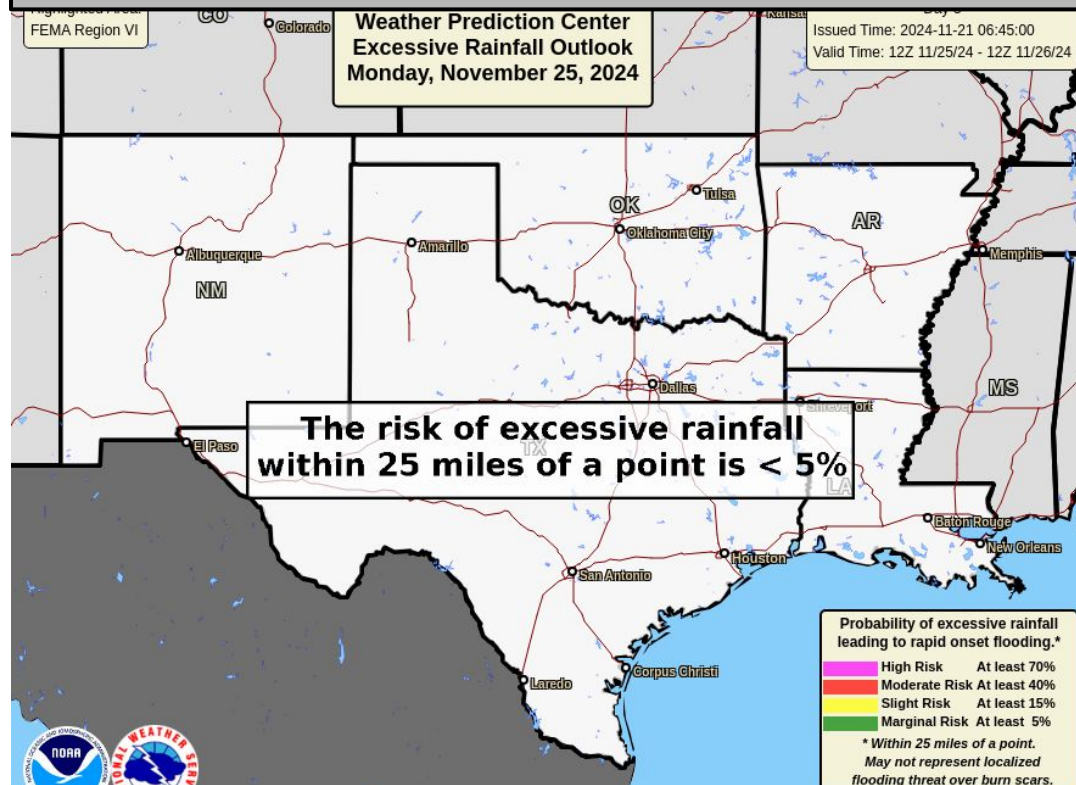 Highlighted Area:
FEMA Region VI
Weather Prediction Center
Excessive Rainfall Outlook
Monday, November 25, 2024
Issued Time: 2024-11-21 06:45:00
Valid Time: 12Z 11/25/24 - 12Z 11/26/24
CO
Colorado
Kansas
Tulsa
OK
Oklahoma City
AR
Amarillo
Albuquerque
Memphis
NM
Dallas
MS
Shreveport
The risk of excessive rainfall
within 25 miles of a point is < 5%
El Paso
TX
LA
Baton Rouge
New Orleans
Houston
San Antonio
Corpus Christi
Laredo
Probability of excessive rainfall
leading to rapid onset flooding.*
High Risk At least 70%
Moderate Risk At least 40%
Slight Risk At least 15%
Marginal Risk At least 5%
* Within 25 miles of a point.
May not represent localized
flooding threat over burn scars.
NOAA